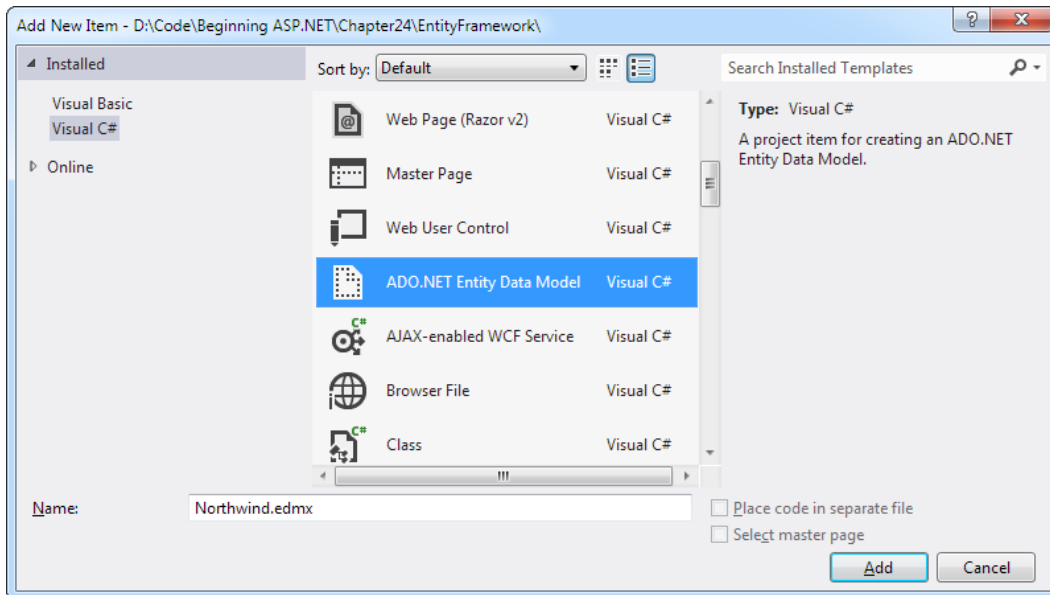 Add New Item - D:\Code\Beginning ASP.NET\Chapter24\EntityFramework\
Installed
Visual Basic
Visual C#
Online
Sort by: Default
Web Page (Razor v2) Visual C#
Master Page Visual C#
Web User Control Visual C#
ADO.NET Entity Data Model Visual C#
AJAX-enabled WCF Service Visual C#
Browser File Visual C#
Class Visual C#
Search Installed Templates
Type: Visual C#
A project item for creating an ADO.NET
Entity Data Model.
Name: Northwind.edmx
Place code in separate file
Select master page
Add Cancel